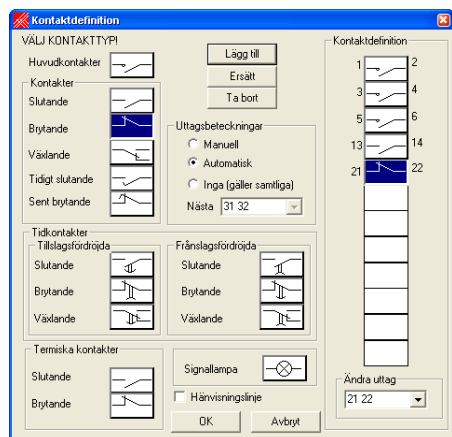 Kontaktdefinition
VÄLJ KONTAKTTYP!
Huvudkontakter
Kontakter
Slutande
Brytande
Växlande
Tidigt slutande
Sent brytande
Lägg till
Ersätt
Ta bort
Uttagsbeteckningar
Manuell
Automatisk
Inga (gäller samtliga)
Nästa 31 32
Tidkontakter
Tillslagsfördröjda
Slutande
Brytande
Växlande
Frånslagsfördröjda
Slutande
Brytande
Växlande
Termiska kontakter
Slutande
Brytande
Signallampa
Hänvisningslinje
OK
Avbryt
Kontaktdefinition
1 2
3 4
5 6
13 14
21 22
Ändra uttag
21 22